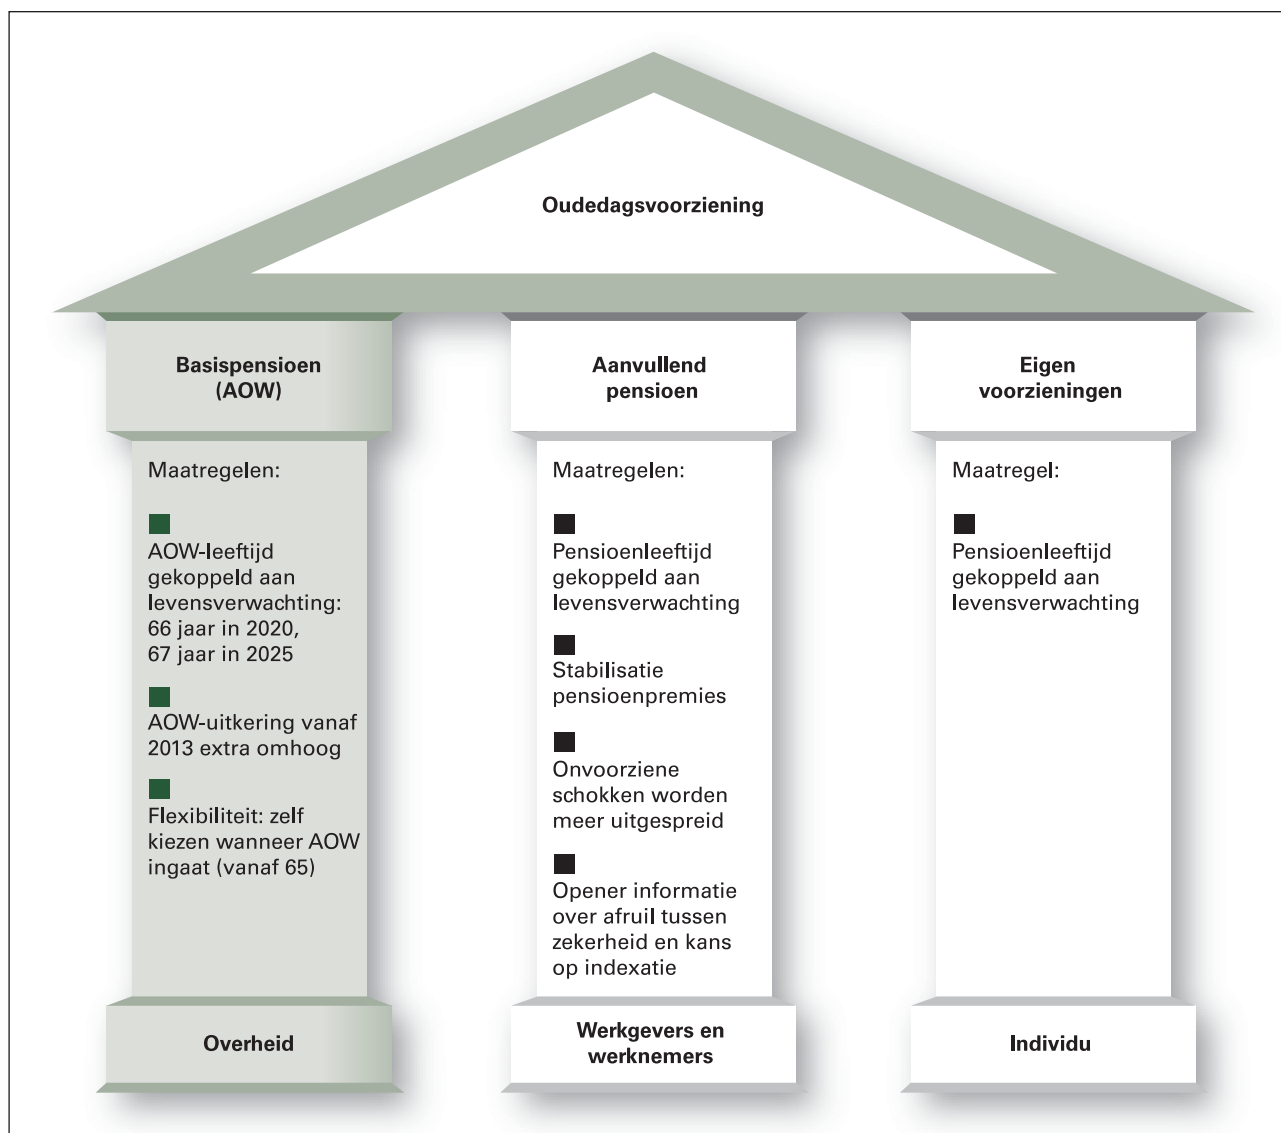 Oudedagsvoorziening
Basispensioen
(AOW)
Maatregelen:
AOW-leeftijd
gekoppeld aan
levensverwachting:
66 jaar in 2020,
67 jaar in 2025
AOW-uitkering vanaf
2013 extra omhoog
Flexibiliteit: zelf
kiezen wanneer AOW
ingaat (vanaf 65)
Overheid
Aanvullend
pensioen
Maatregelen:
Pensioenleeftijd
gekoppeld aan
levensverwachting
Stabilisatie
pensioenpremies
Onvoorziene
schokken worden
meer uitgespreid
Opener informatie
over afruil tussen
zekerheid en kans
op indexatie
Werkgevers en
werknemers
Eigen
voorzieningen
Maatregel:
Pensioenleeftijd
gekoppeld aan
levensverwachting
Individu